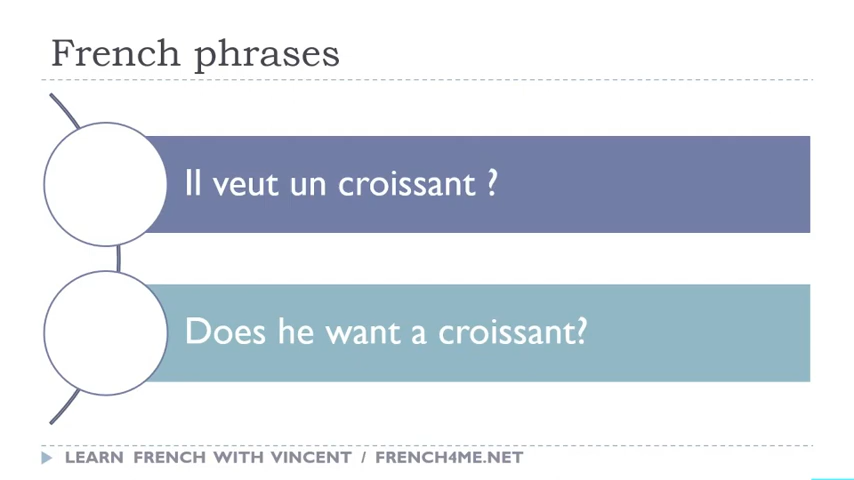 French phrases
Il veut un croissant ?
Does he want a croissant?
LEARN FRENCH WITH VINCENT / FRENCH4ME.NET